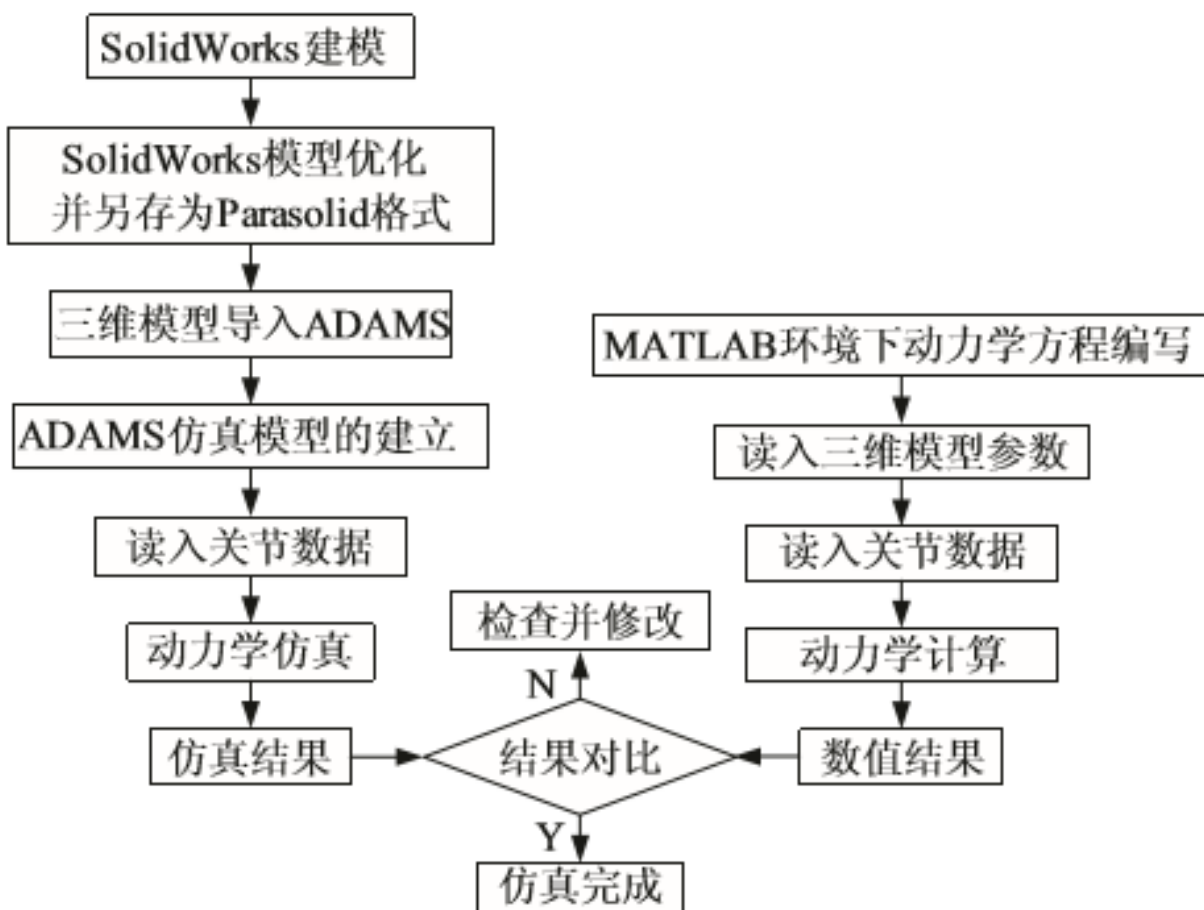 SolidWorks建模
SolidWorks模型优化
并另存为Parasolid格式
三维模型导入ADAMS
ADAMS仿真模型的建立
读入关节数据
动力学仿真
仿真结果
MATLAB环境下动力学方程编写
读入三维模型参数
读入关节数据
动力学计算
数值结果
检查并修改
N
结果对比
Y
仿真完成